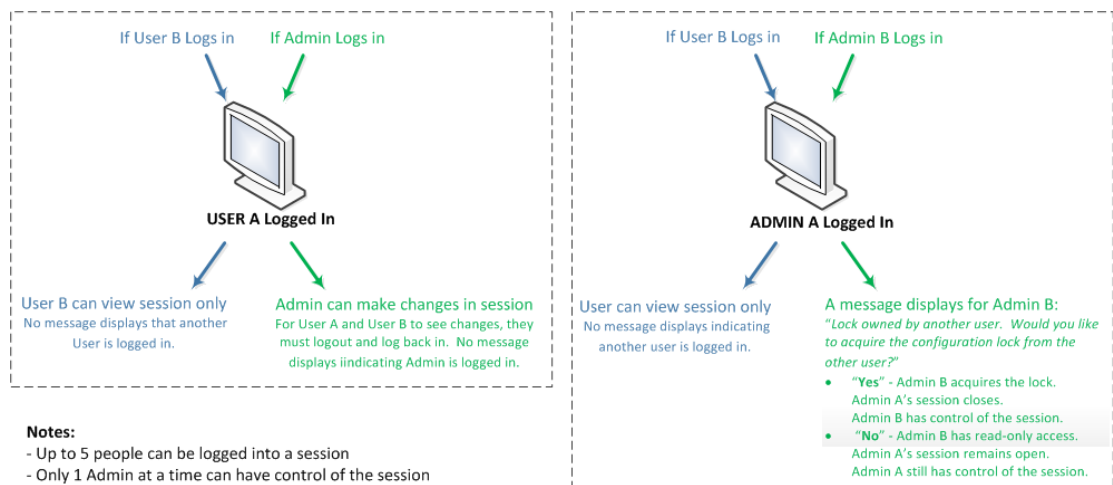 If User B Logs in
If Admin Logs in
USER A Logged In
User B can view session only
No message displays that another
User is logged in.
Admin can make changes in session
For User A and User B to see changes, they
must logout and log back in.  No message
displays iindicating Admin is logged in.
Notes:
- Up to 5 people can be logged into a session
- Only 1 Admin at a time can have control of the session
If User B Logs in
If Admin B Logs in
ADMIN A Logged In
User can view session only
No message displays indicating
another user is logged in.
A message displays for Admin B:
“Lock owned by another user.  Would you like
to acquire the configuration lock from the
other user?”
• “Yes” - Admin B acquires the lock.
Admin A’s session closes.
Admin B has control of the session.
• “No” - Admin B has read-only access.
Admin A’s session remains open.
Admin A still has control of the session.